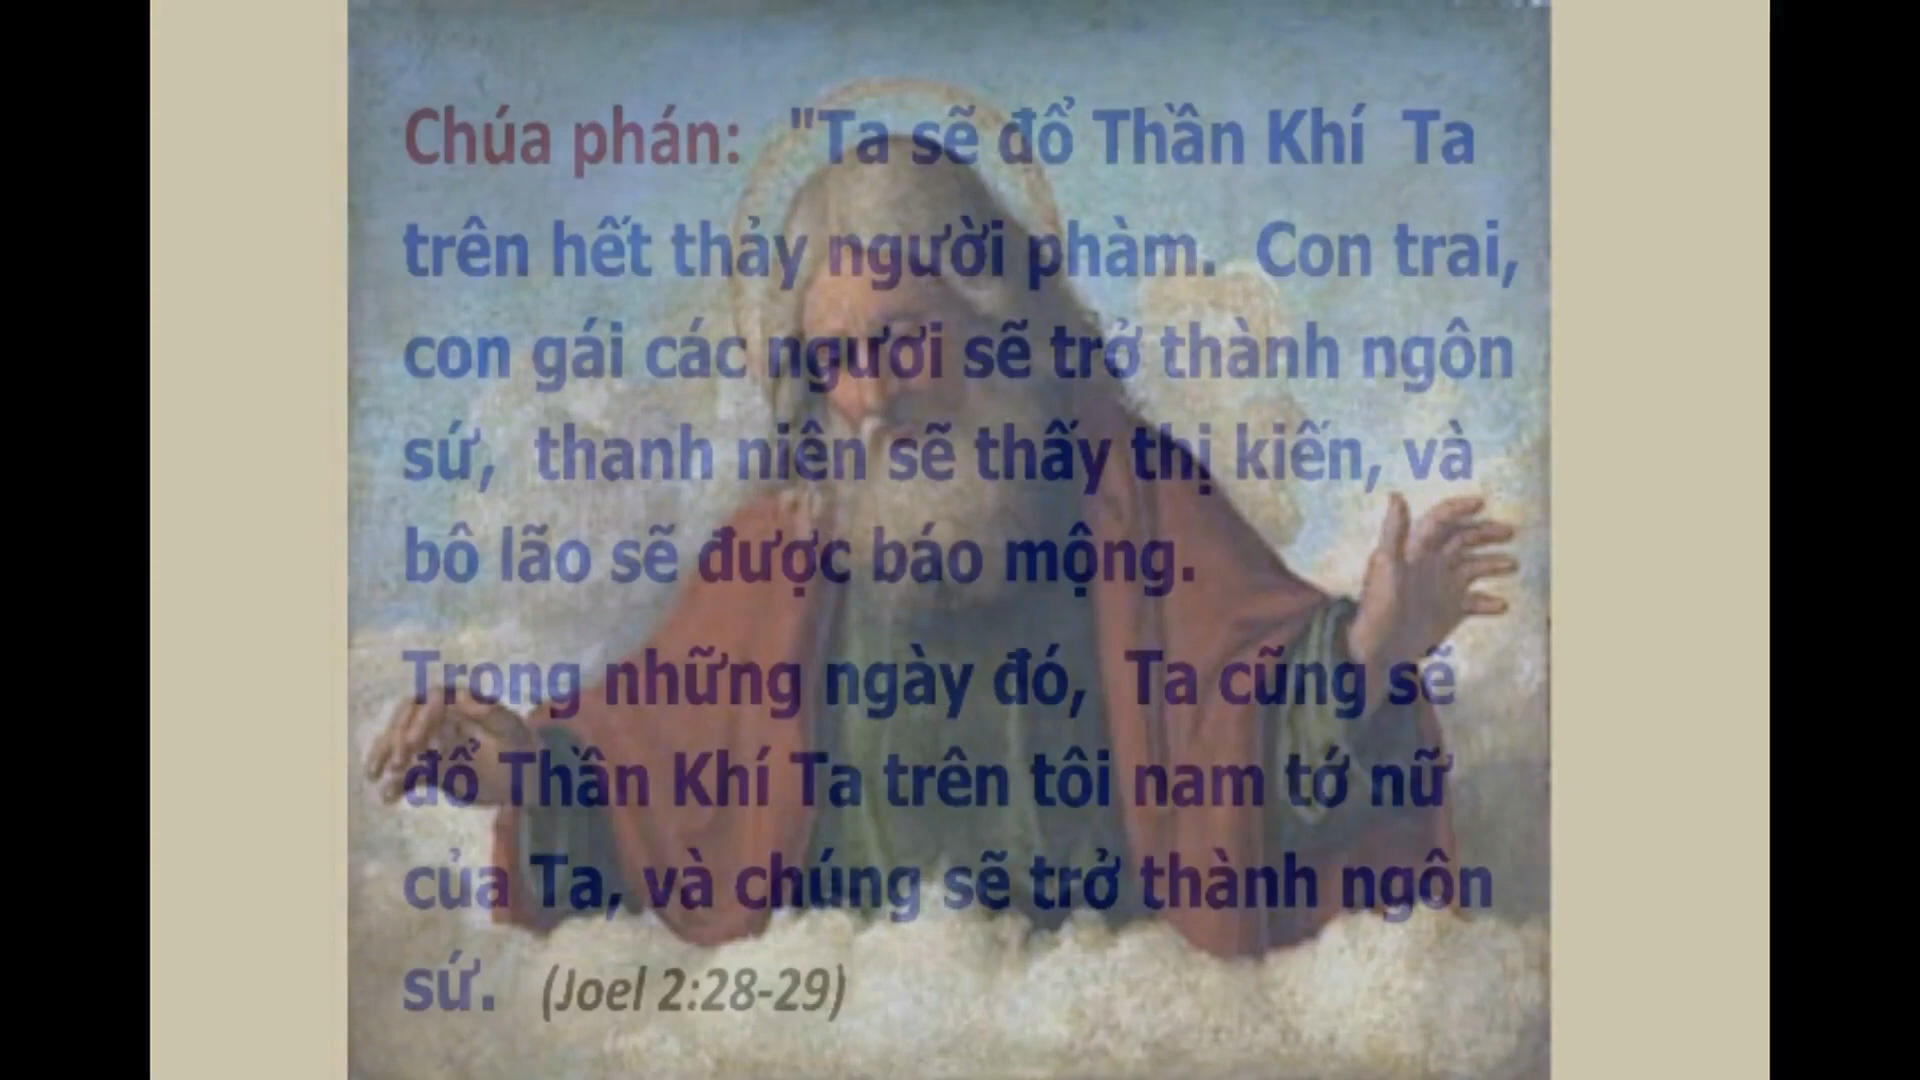 Chúa phán: "Ta sẽ đổ Thần Khí Ta
trên hết thảy người phàm. Con trai,
con gái các ngươi sẽ trở thành ngôn
sứ, thanh niên sẽ thấy thị kiến, và
bô lão sẽ được báo mộng.
Trong những ngày đó, Ta cũng sẽ
đổ Thần Khí Ta trên tôi nam tớ nữ
của Ta, và chúng sẽ trở thành ngôn
sứ. (Joel 2:28-29)